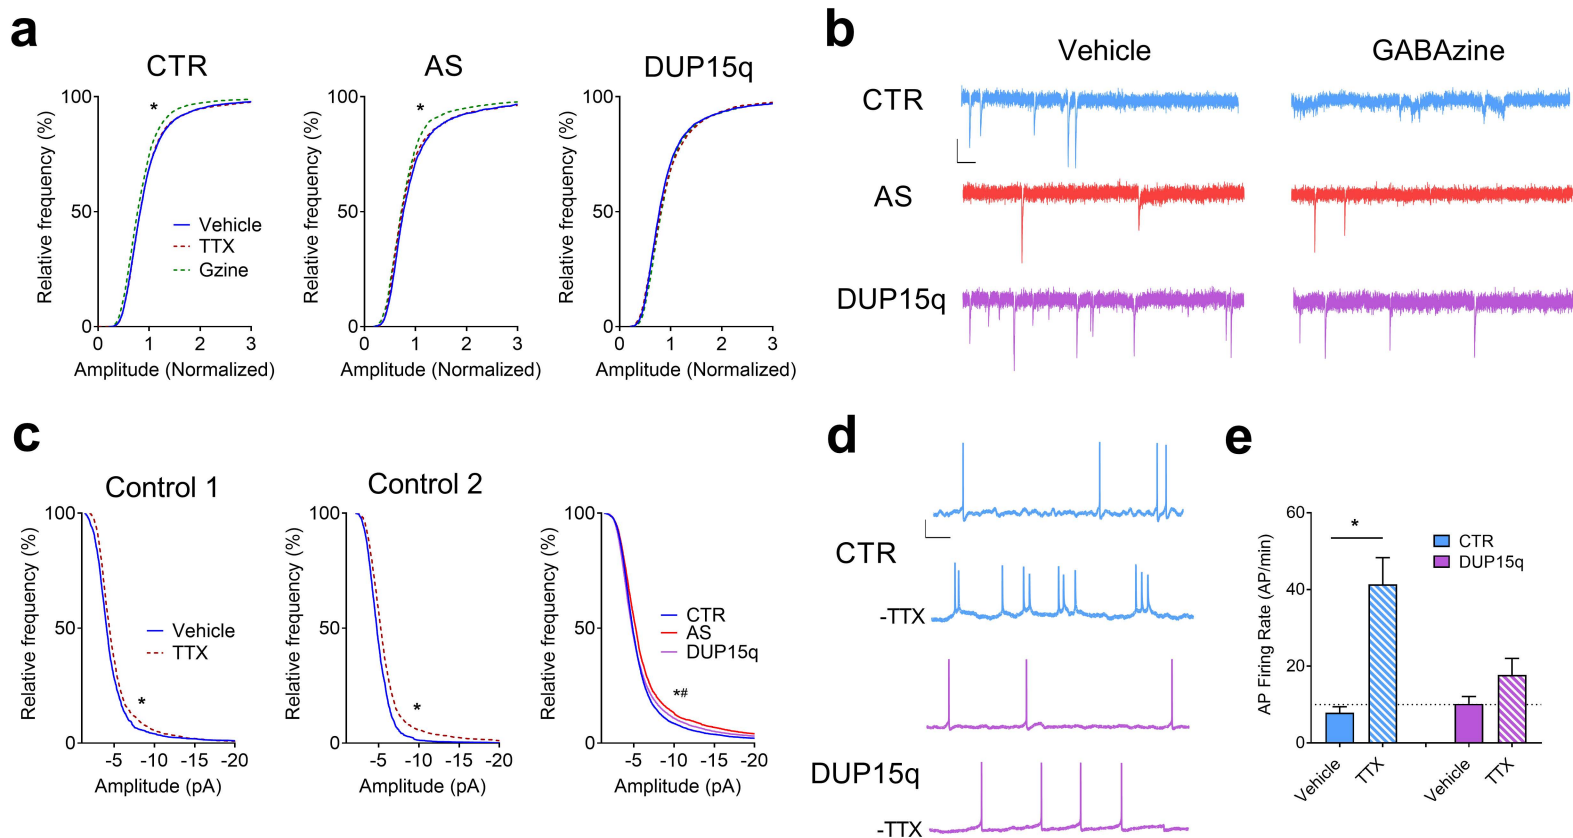 a
CTR
Relative frequency (%)
100
50
0
0 1 2 3
Amplitude (Normalized)
*
Vehicle
TTX
Gzine
AS
Relative frequency (%)
100
50
0
0 1 2 3
Amplitude (Normalized)
*
DUP15q
Relative frequency (%)
100
50
0
0 1 2 3
Amplitude (Normalized)
b
Vehicle GABAzine
CTR
AS
DUP15q
c
Control 1
Relative frequency (%)
100
50
0
-5 -10 -15 -20
Amplitude (pA)
Vehicle
TTX
*
Control 2
Relative frequency (%)
100
50
0
-5 -10 -15 -20
Amplitude (pA)
*
Relative frequency (%)
100
50
0
-5 -10 -15 -20
Amplitude (pA)
CTR
AS
DUP15q
*#
d
CTR
-TTX
DUP15q
-TTX
e
AP Firing Rate (AP/min)
60
40
20
0
*
CTR
DUP15q
Vehicle
TTX
Vehicle
TTX